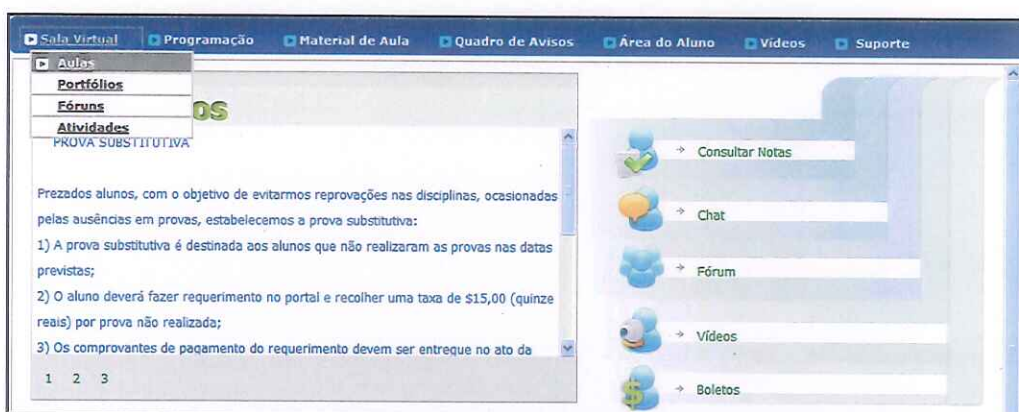 Sala Virtual Programação Material de Aula Quadro de Avisos Área do Aluno Vídeos Suporte
Aulas
Portfólios
Fóruns
Atividades
os
PROVA SUBSTITUTIVA
Prezados alunos, com o objetivo de evitarmos reprovações nas disciplinas, ocasionadas
pelas ausências em provas, estabelecemos a prova substitutiva:
1) A prova substitutiva é destinada aos alunos que não realizaram as provas nas datas
previstas;
2) O aluno deverá fazer requerimento no portal e recolher uma taxa de $15,00 (quinze
reais) por prova não realizada;
3) Os comprovantes de pagamento do requerimento devem ser entregue no ato da
1 2 3
Consultar Notas
Chat
Fórum
Vídeos
Boletos